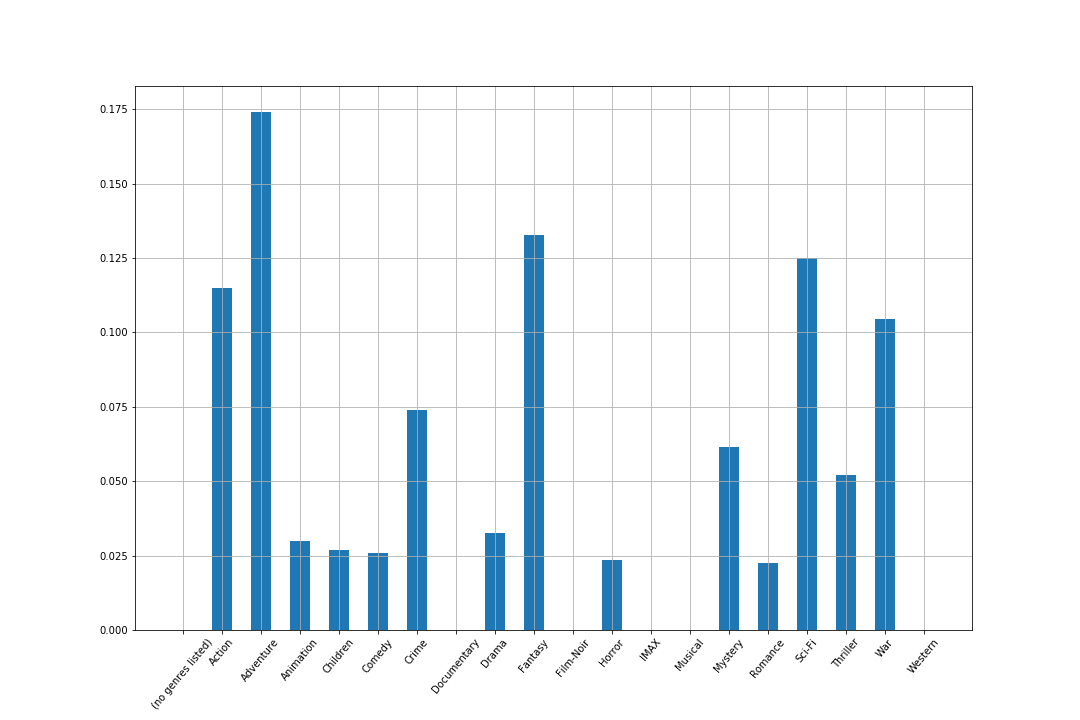 0.175
0.150
0.125
0.100
0.075
0.050
0.025
0.000
(no genres listed)
Action
Adventure
Animation
Children
Comedy
Crime
Documentary
Drama
Fantasy
Film-Noir
Horror
IMAX
Musical
Mystery
Romance
Sci-Fi
Thriller
War
Western